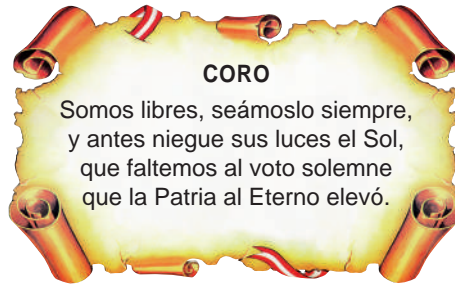 CORO
Somos libres, seámoslo siempre,
y antes niegue sus luces el Sol,
que faltemos al voto solemne
que la Patria al Eterno elevó.